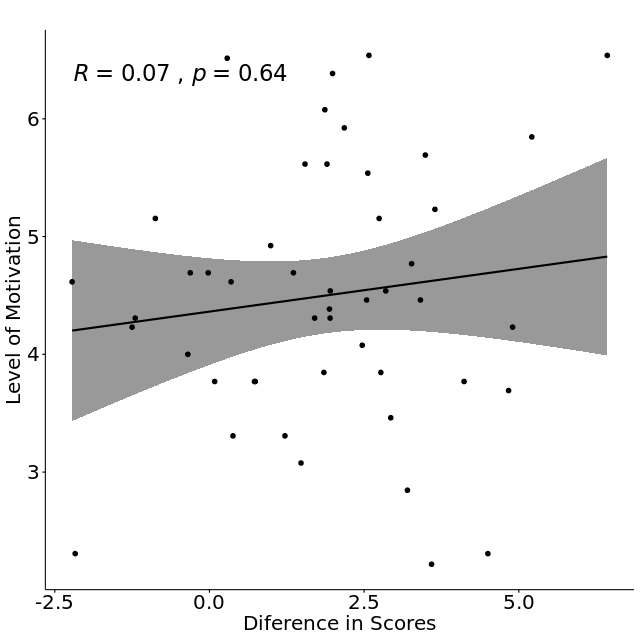 R = 0.07 , p = 0.64
6
5
4
3
Level of Motivation
-2.5 0.0 2.5 5.0
Diference in Scores